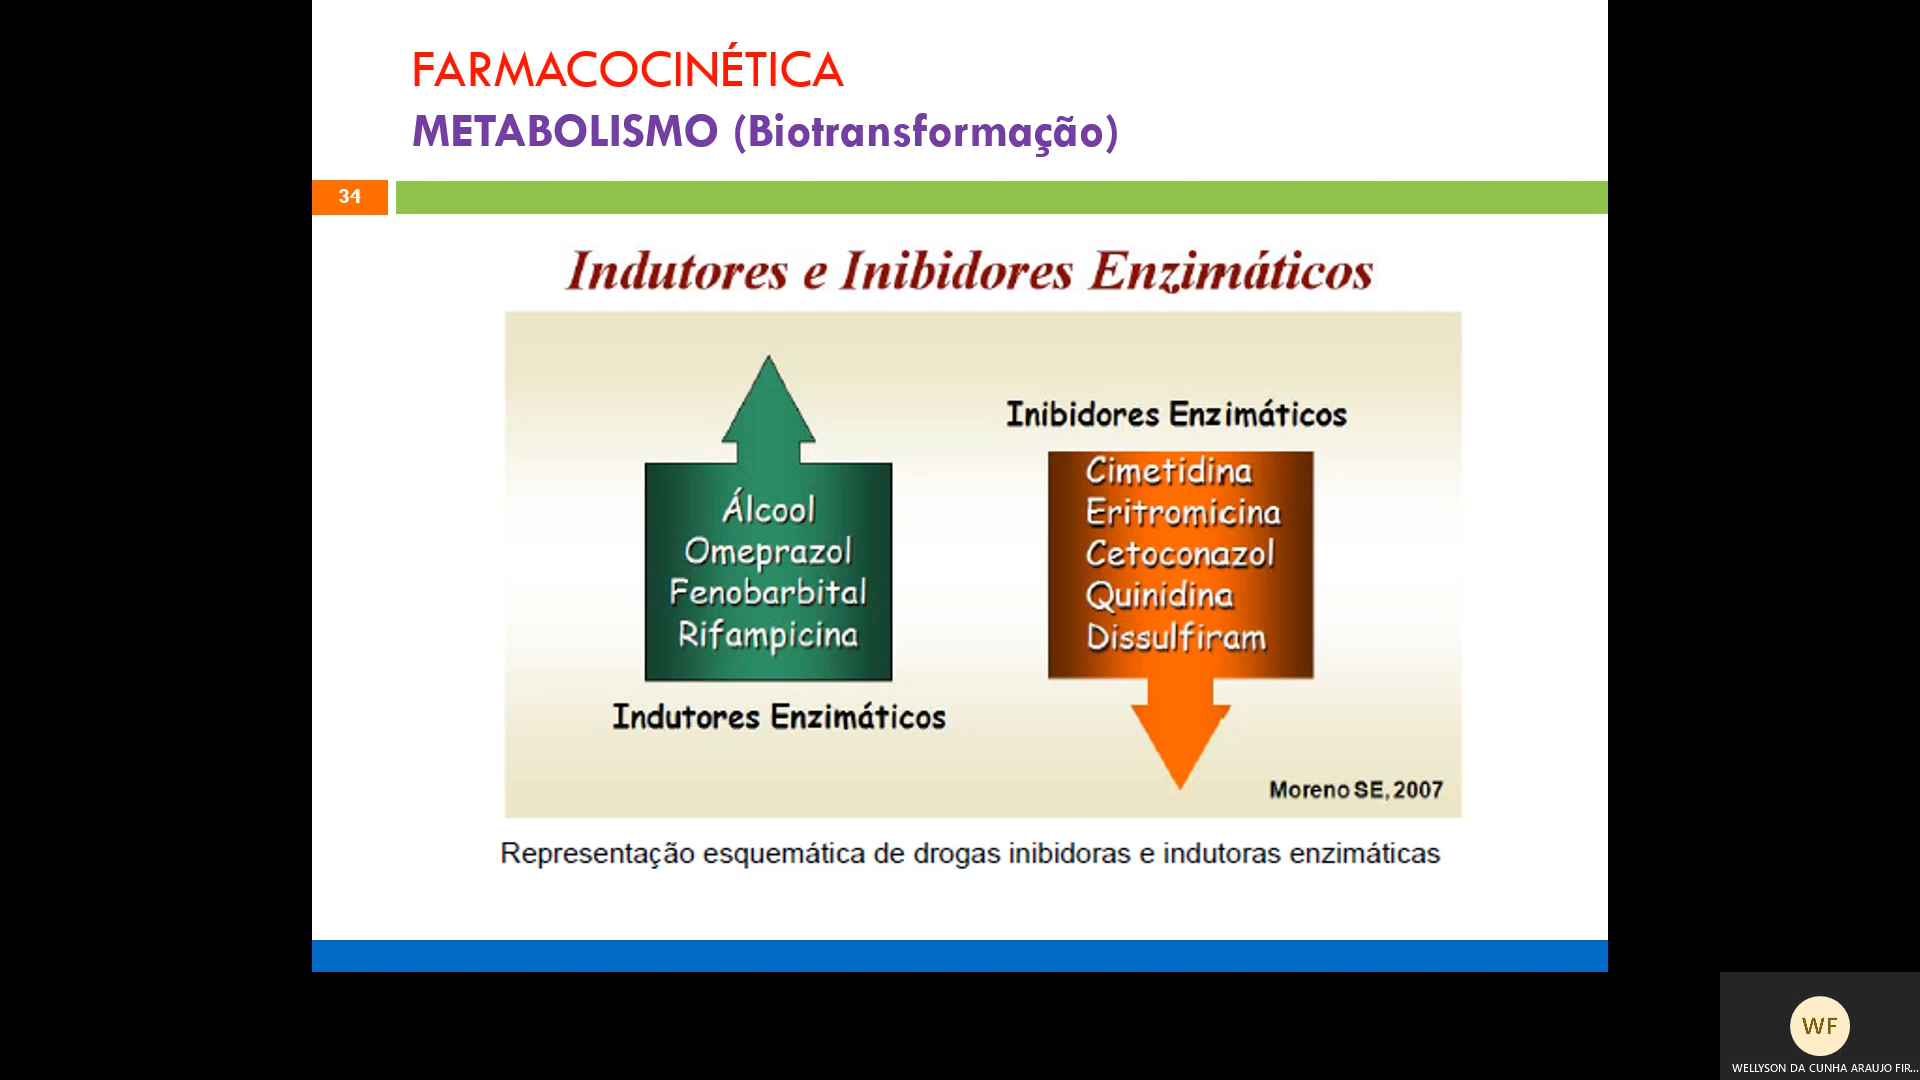 FARMACOCINÉTICA
METABOLISMO (Biotransformação)
34
Indutores e Inibidores Enzimáticos
Álcool
Omeprazol
Fenobarbital
Rifampicina
Indutores Enzimáticos
Inibidores Enzimáticos
Cimetidina
Eritromicina
Cetoconazol
Quinidina
Dissulfiram
Moreno SE, 2007
Representação esquemática de drogas inibidoras e indutoras enzimáticas
WF
WELLYSON DA CUNHA ARAUJO FIR...